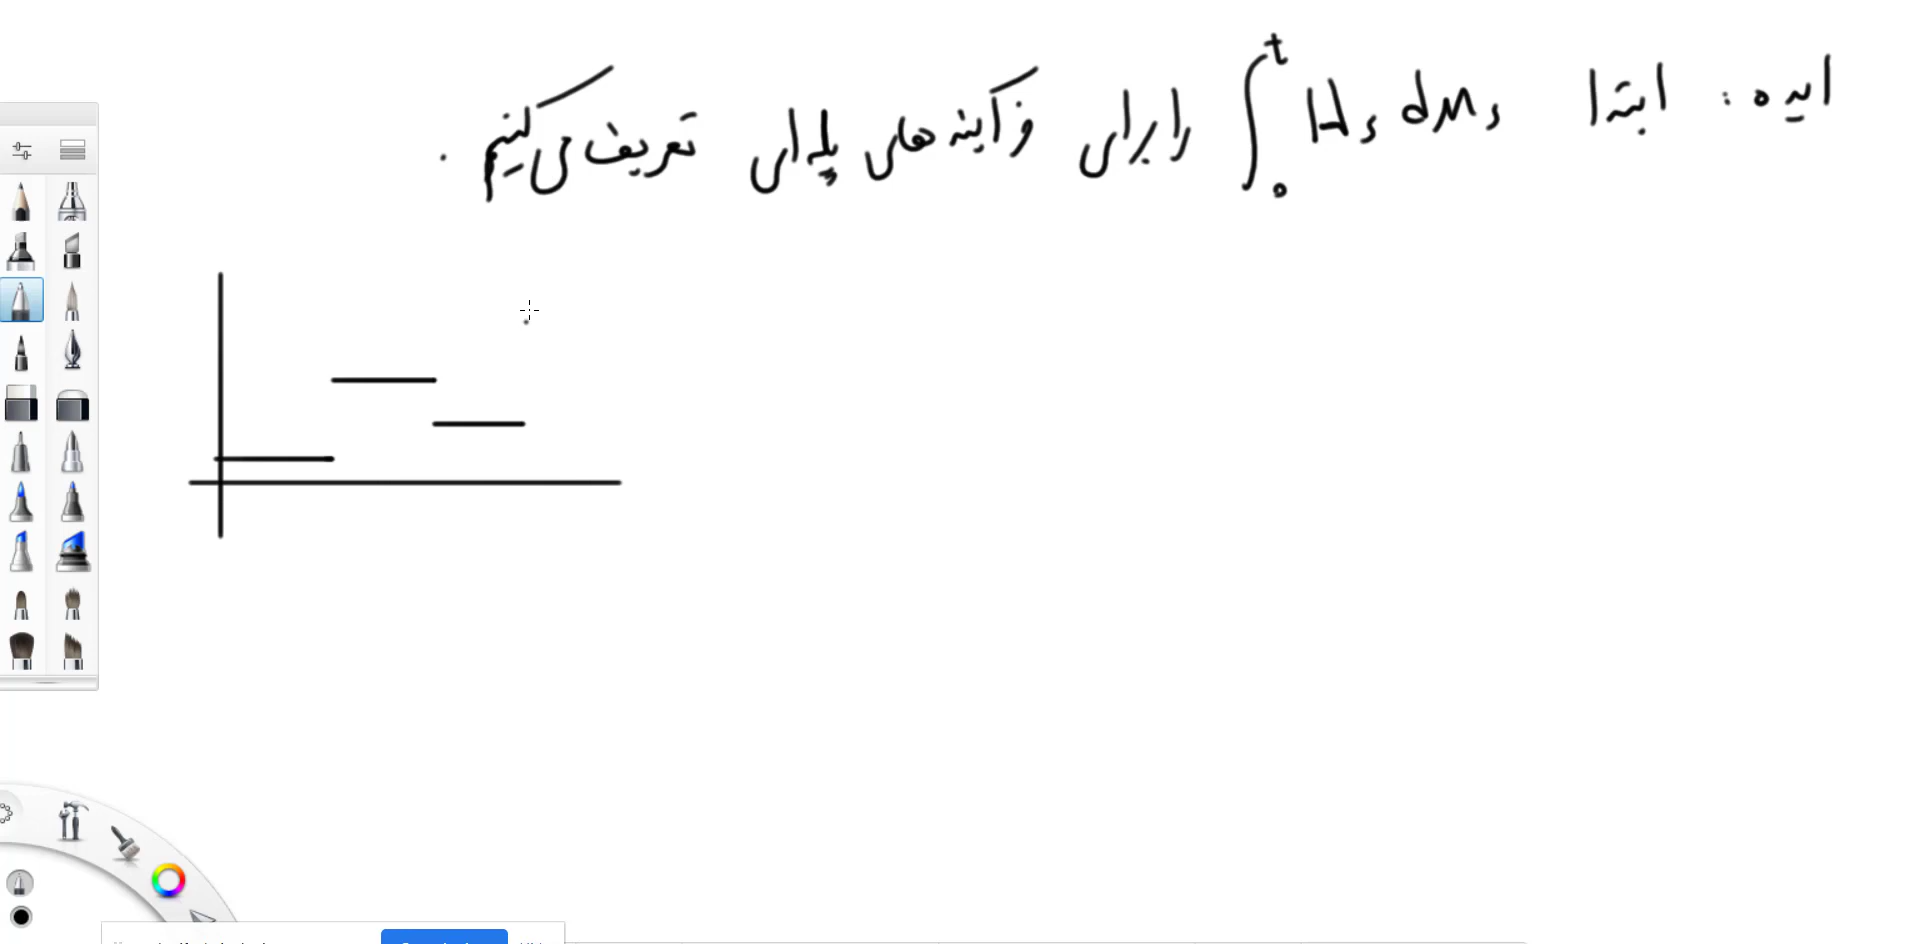 ایده: ابتدا ∫₀ᵗ Hₛ dMₛ را برای فرآیندهای پله‌ای تعریف می‌کنیم.